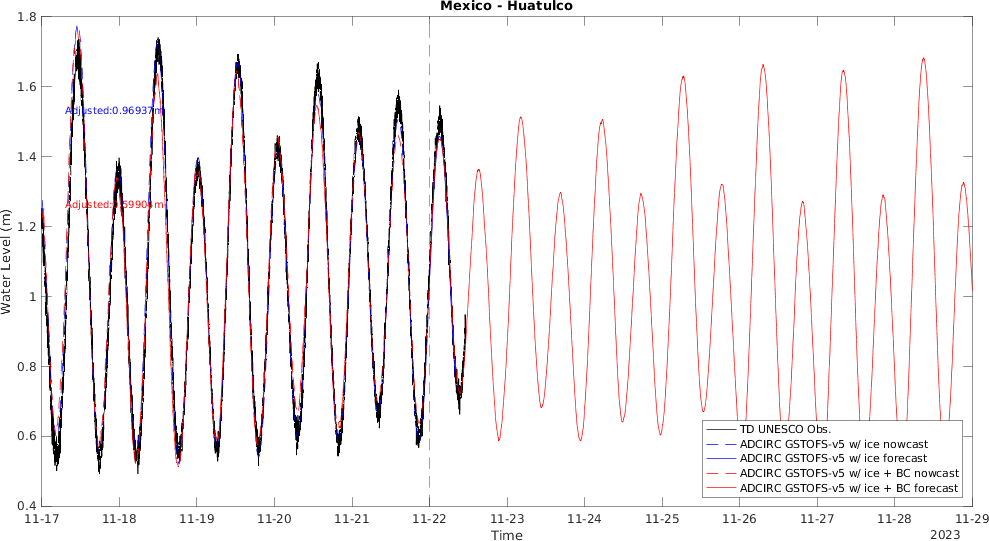 Mexico - Huatulco
Water Level (m)
1.8
1.6
1.4
1.2
1
0.8
0.6
0.4
Adjusted:0.96937m
TD UNESCO Obs.
ADCIRC GSTOFS-v5 w/ ice nowcast
ADCIRC GSTOFS-v5 w/ ice forecast
ADCIRC GSTOFS-v5 w/ ice + BC nowcast
ADCIRC GSTOFS-v5 w/ ice + BC forecast
11-17 11-18 11-19 11-20 11-21 11-22 11-23 11-24 11-25 11-26 11-27 11-28 11-29
Time
2023